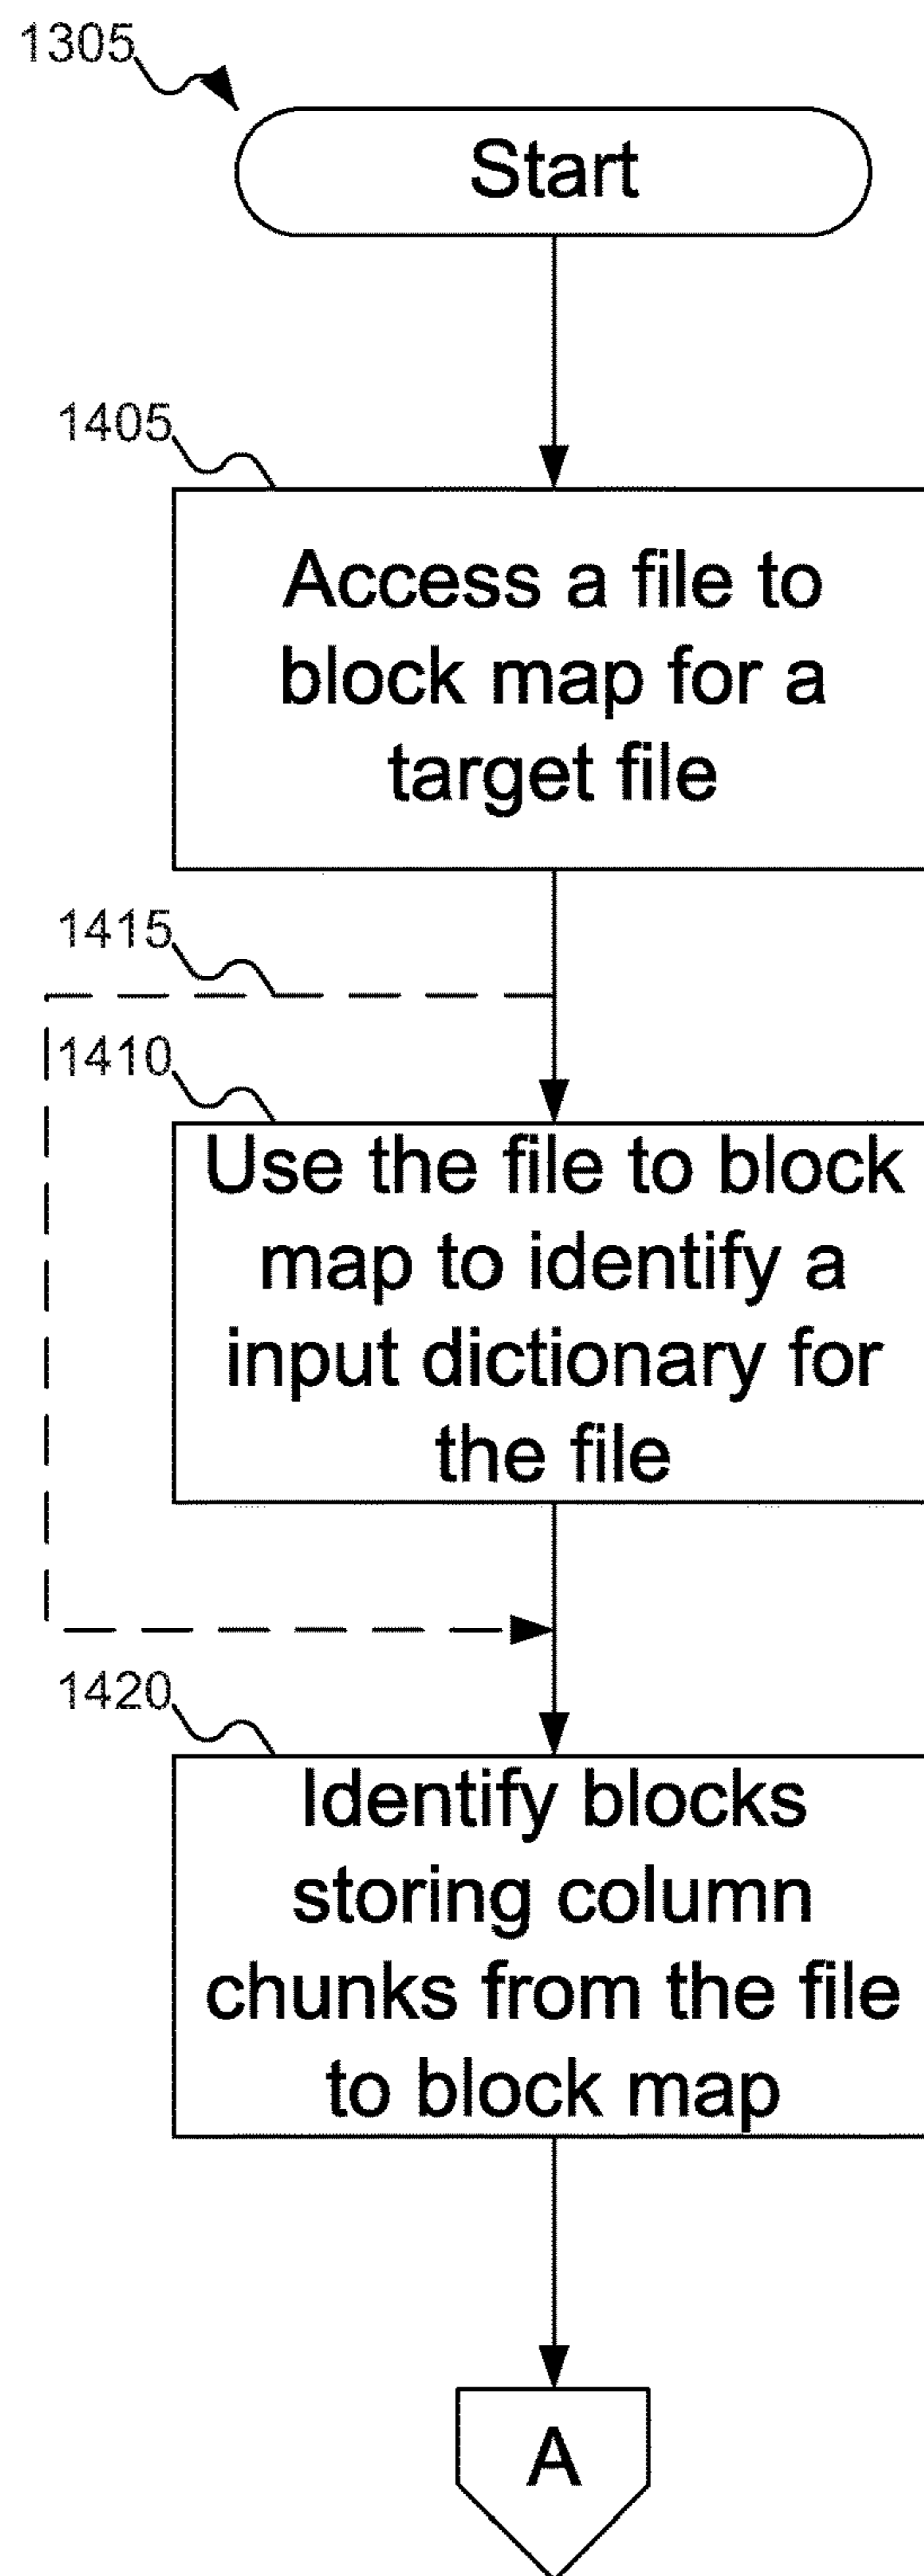 1305
Start
1405
Access a file to
block map for a
target file
1415
1410
Use the file to block
map to identify a
input dictionary for
the file
1420
Identify blocks
storing column
chunks from the file
to block map
A